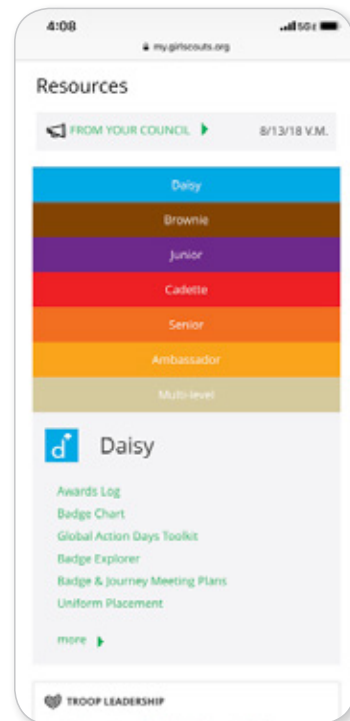 4:08
5G E
my.girlscouts.org
Resources
FROM YOUR COUNCIL 8/13/18 V.M.
Daisy
Brownie
Junior
Cadette
Senior
Ambassador
Multi-level
d Daisy
Awards Log
Badge Chart
Global Action Days Toolkit
Badge Explorer
Badge & Journey Meeting Plans
Uniform Placement
more
TROOP LEADERSHIP